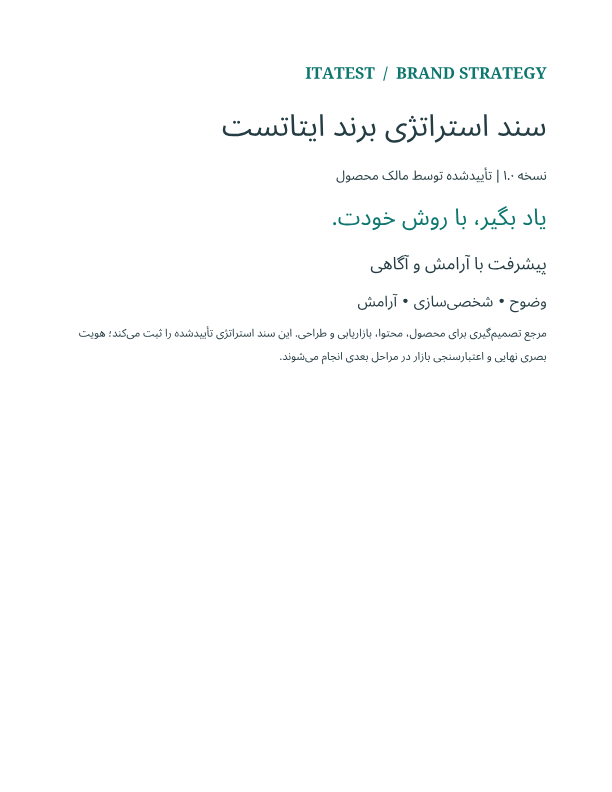 ITATEST / BRAND STRATEGY
سند استراتژی برند ایتاتست
نسخه ۱.۰ | تأییدشده توسط مالک محصول
یاد بگیر، با روش خودت.
پیشرفت با آرامش و آگاهی
وضوح • شخصی‌سازی • آرامش
مرجع تصمیم‌گیری برای محصول، محتوا، بازاریابی و طراحی. این سند استراتژی تأییدشده را ثبت می‌کند؛ هویت
بصری نهایی و اعتبارسنجی بازار در مراحل بعدی انجام می‌شوند.